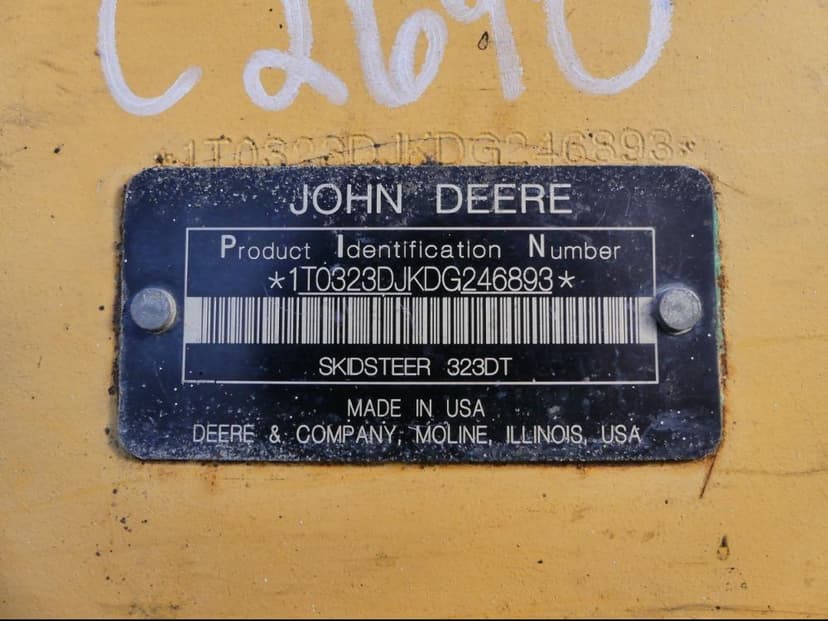 C2690
1T0323DJKDG246893*
JOHN DEERE
Product Identification Number
*1T0323DJKDG246893*
SKIDSTEER 323DT
MADE IN USA
DEERE & COMPANY, MOLINE, ILLINOIS, USA